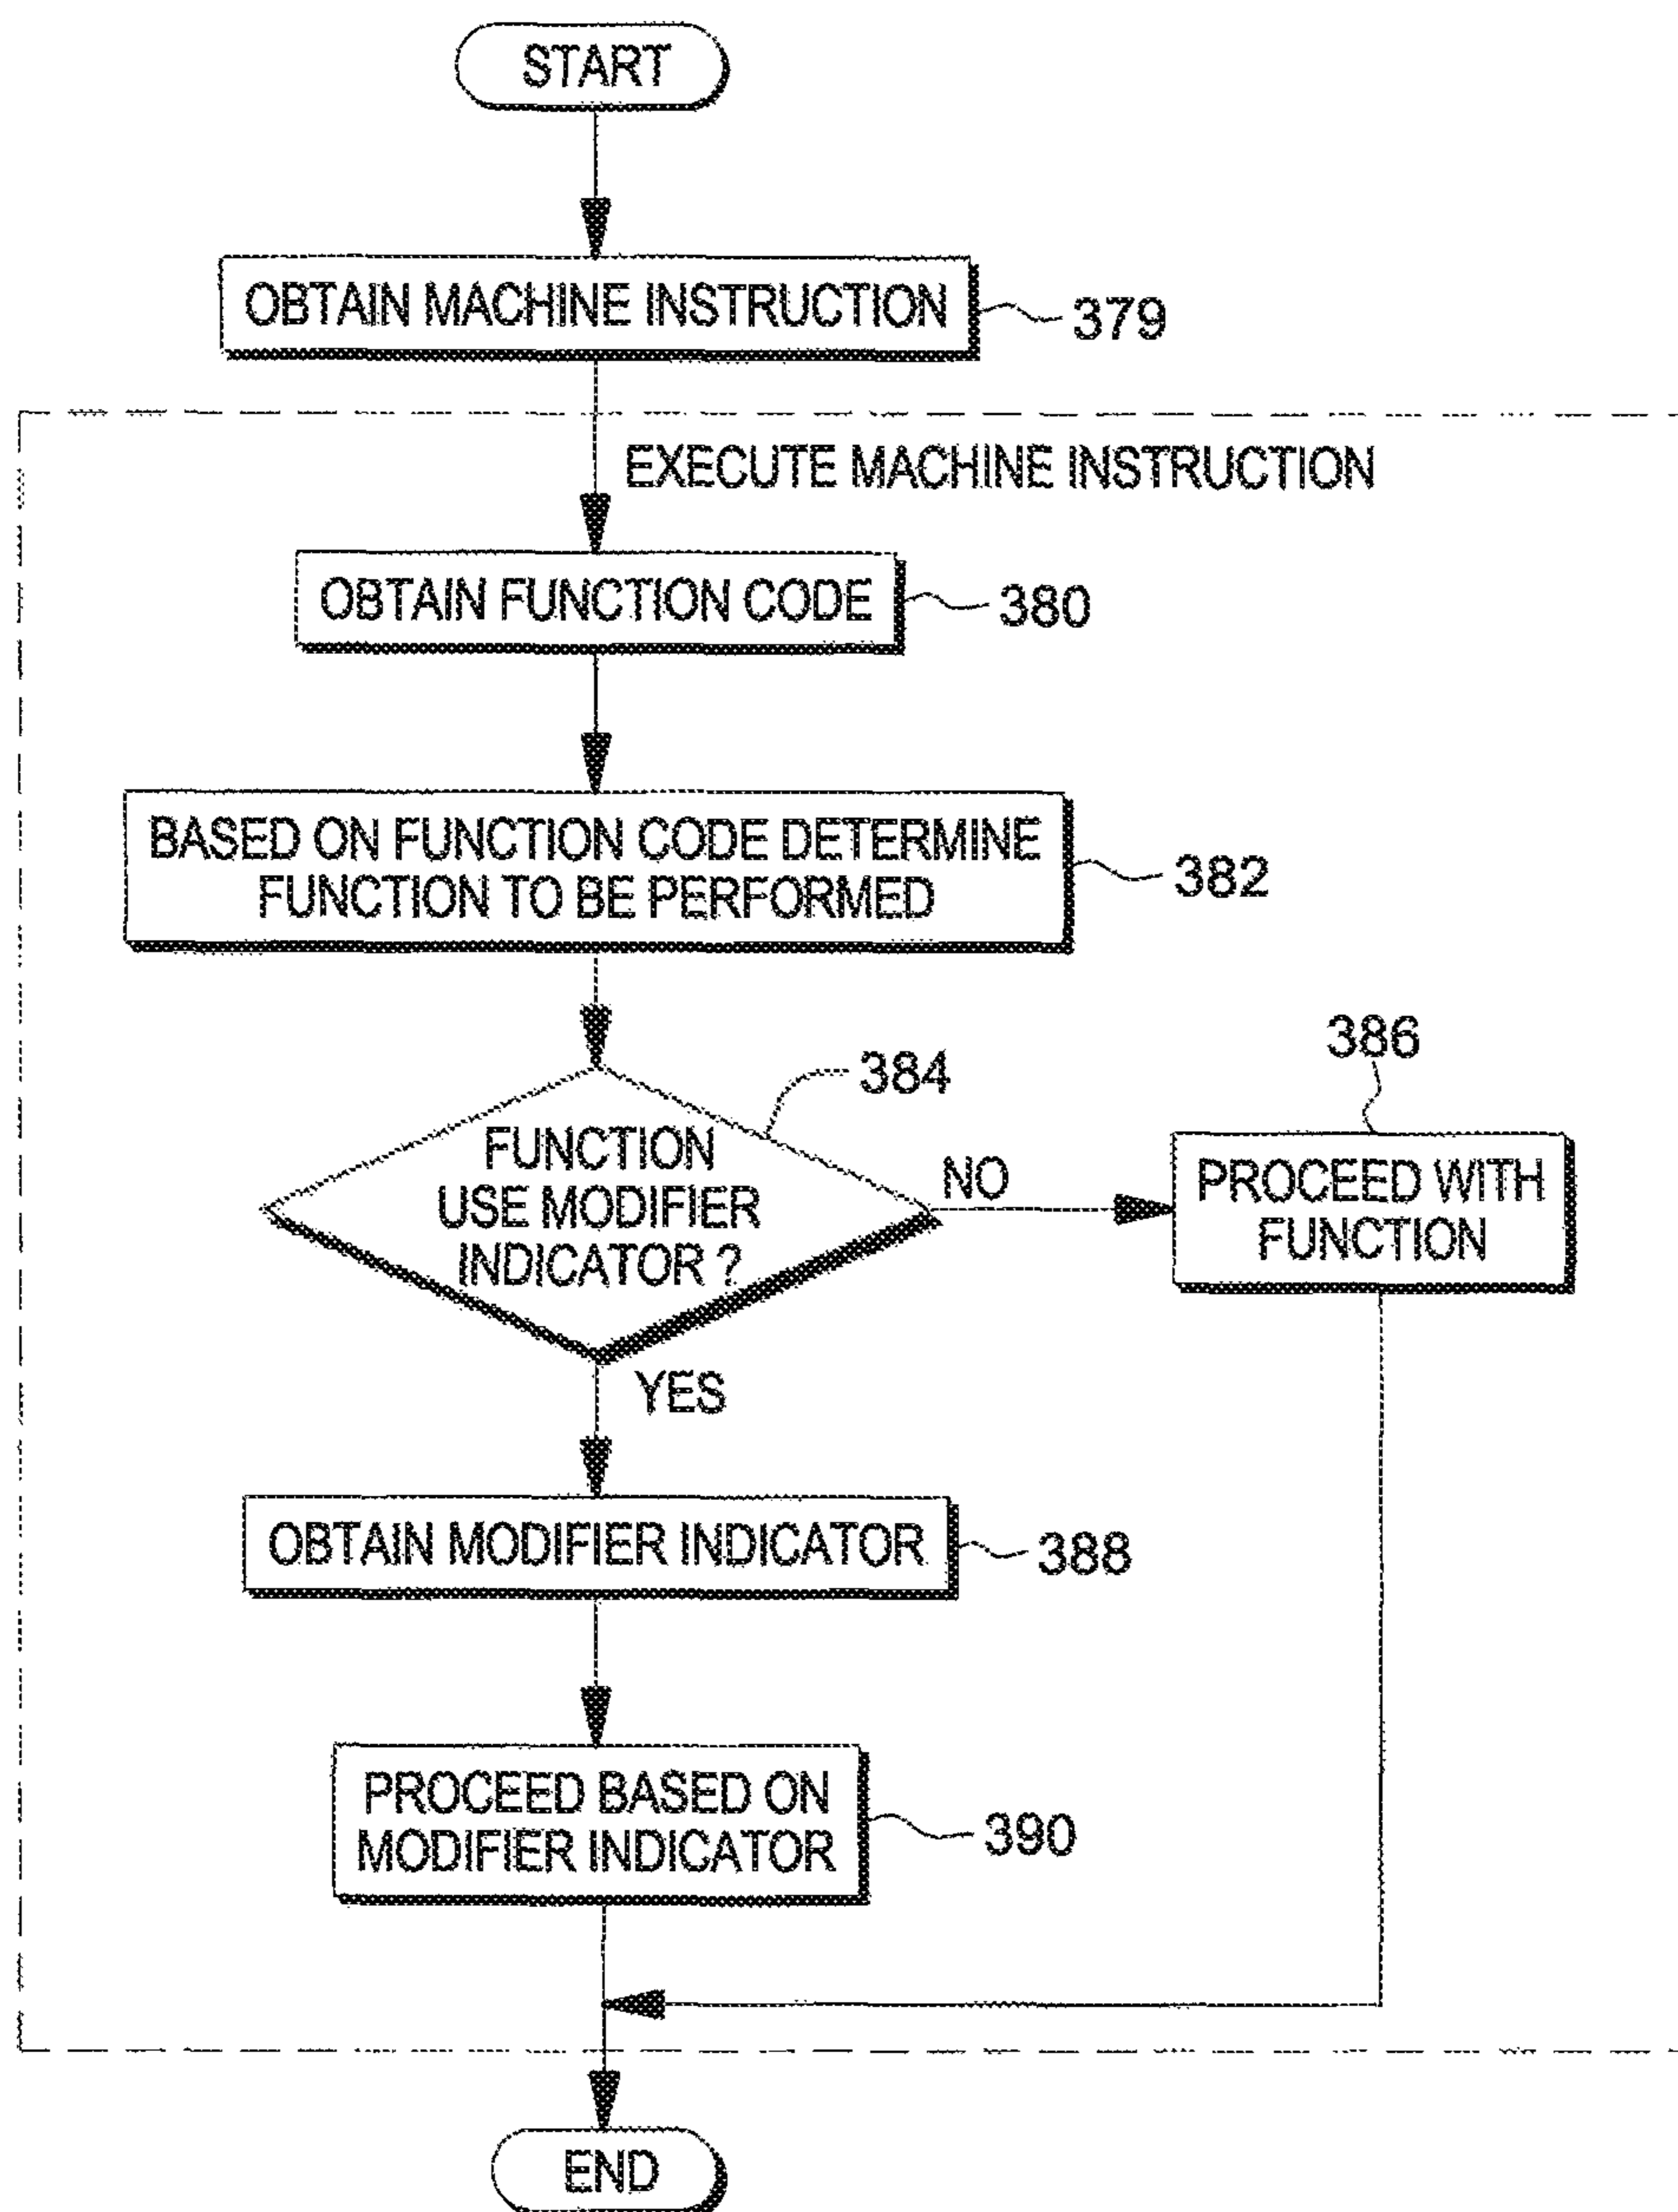 START
OBTAIN MACHINE INSTRUCTION
379
EXECUTE MACHINE INSTRUCTION
OBTAIN FUNCTION CODE
380
BASED ON FUNCTION CODE DETERMINE
FUNCTION TO BE PERFORMED
382
384
FUNCTION
USE MODIFIER
INDICATOR ?
NO
386
PROCEED WITH
FUNCTION
YES
OBTAIN MODIFIER INDICATOR
388
PROCEED BASED ON
MODIFIER INDICATOR
390
END